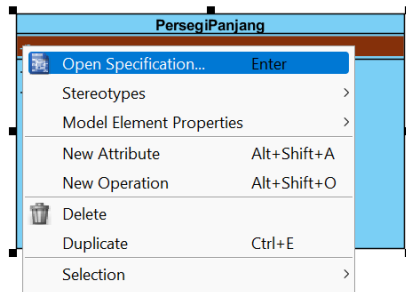 PersegiPanjang
Open Specification... Enter
Stereotypes
Model Element Properties
New Attribute Alt+Shift+A
New Operation Alt+Shift+O
Delete
Duplicate Ctrl+E
Selection